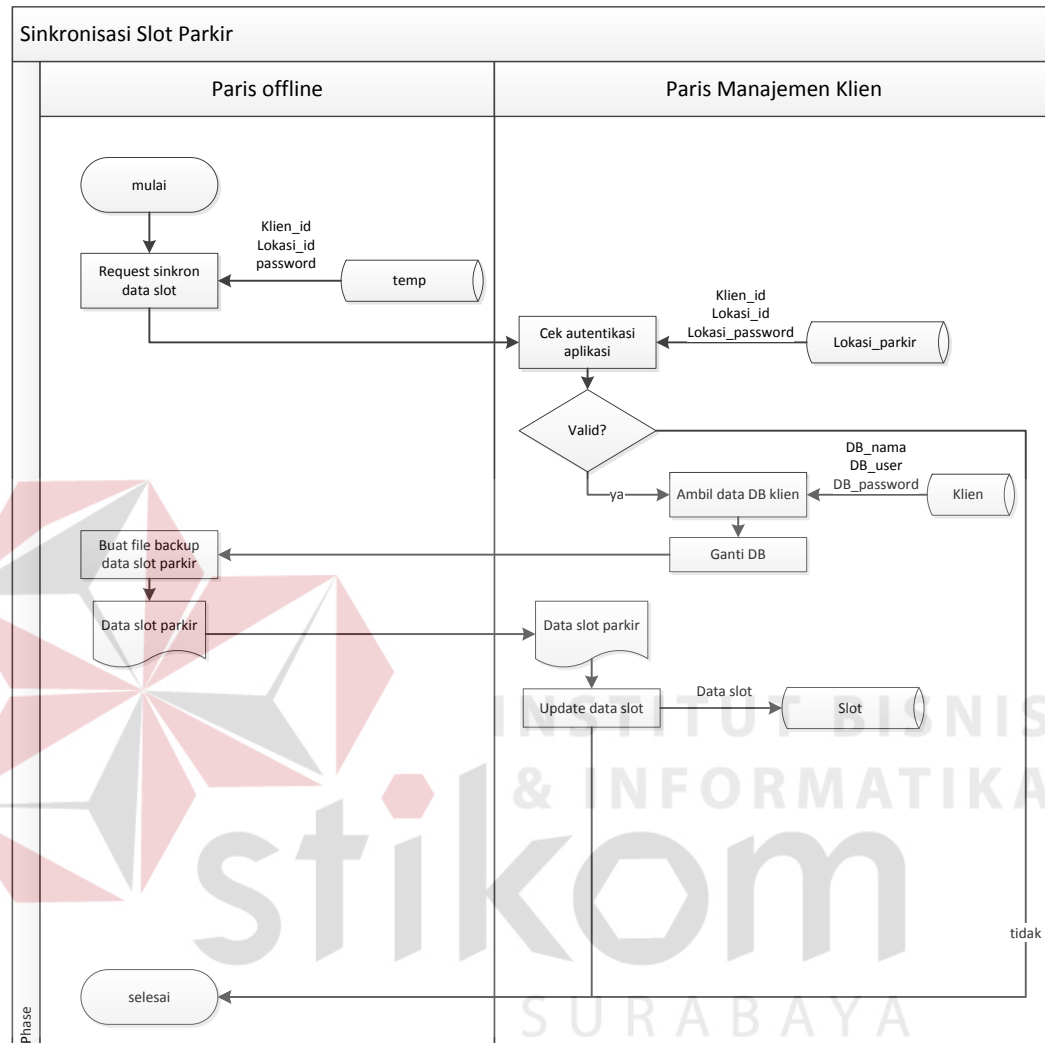 Sinkronisasi Slot Parkir
Paris offline
Paris Manajemen Klien
mulai
Klien_id
Lokasi_id
password
Request sinkron
data slot
temp
Klien_id
Lokasi_id
Lokasi_password
Cek autentikasi
aplikasi
Lokasi_parkir
Valid?
DB_nama
DB_user
DB_password
ya
Ambil data DB klien
Klien
Buat file backup
data slot parkir
Ganti DB
Data slot parkir
Data slot parkir
Update data slot
Data slot
Slot
INSTITUT BISNIS
& INFORMATIKA
stikom
tidak
selesai
SURABAYA
Phase